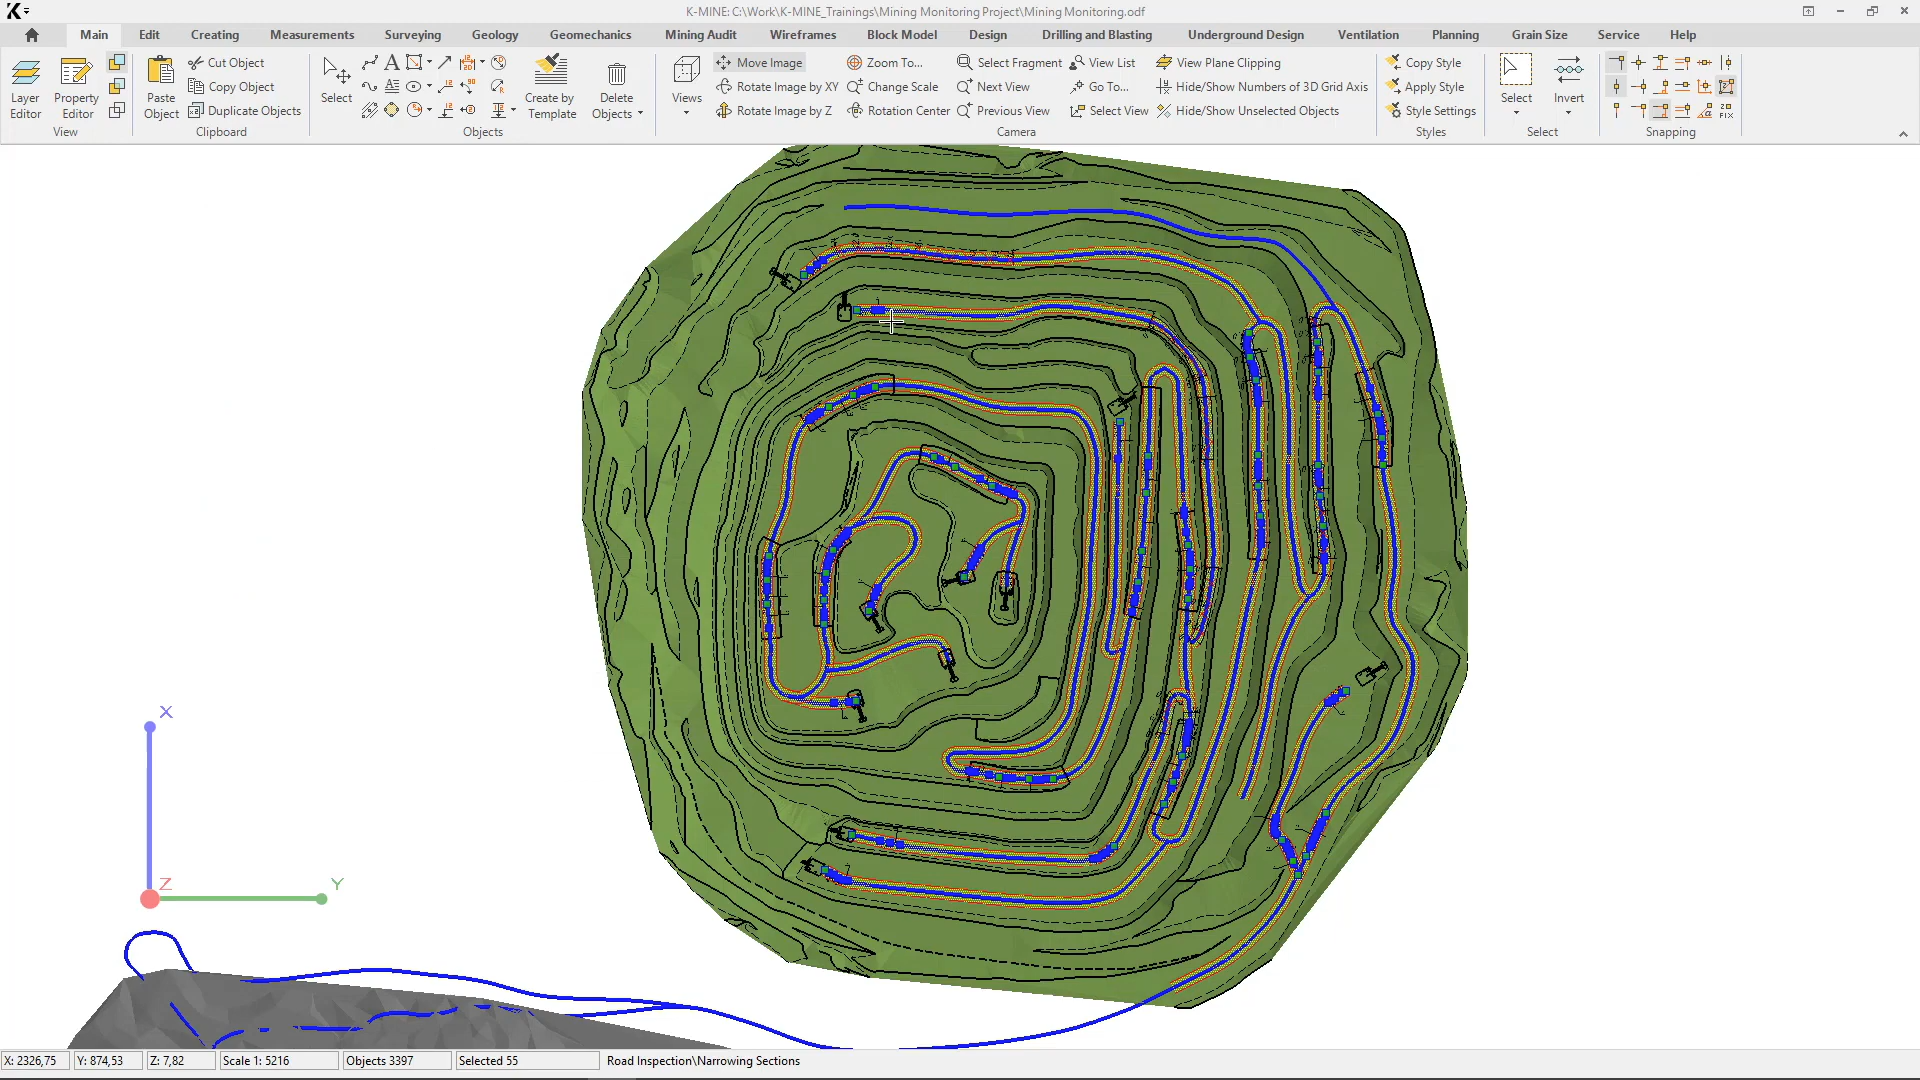 K-MINE: C:\Work\K-MINE_Trainings\Mining Monitoring Project\Mining Monitoring.odf
Main Edit Creating Measurements Surveying Geology Geomechanics Mining Audit Wireframes Block Model Design Drilling and Blasting Underground Design Ventilation Planning Grain Size Service Help
Layer Editor
Property Editor
View
Paste Object
Cut Object
Copy Object
Duplicate Objects
Clipboard
Select
Create by Template
Delete Objects
Objects
Views
Move Image
Rotate Image by XY
Rotate Image by Z
Zoom To...
Change Scale
Rotation Center
Select Fragment
Next View
Previous View
View List
Go To...
Select View
View Plane Clipping
Hide/Show Numbers of 3D Grid Axis
Hide/Show Unselected Objects
Camera
Copy Style
Apply Style
Style Settings
Styles
Select
Invert
Select
Snapping
X
Z
Y
X: 2326,75 Y: 874,53 Z: 7,82 Scale 1: 5216 Objects 3397 Selected 55 Road Inspection\Narrowing Sections